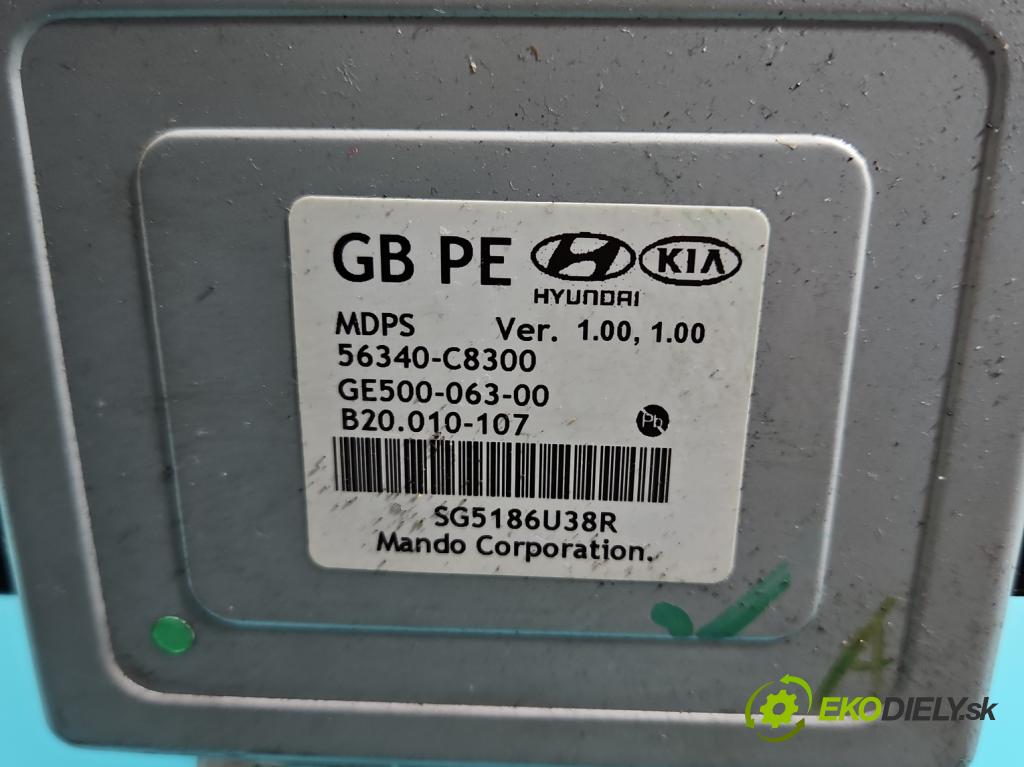 GB PE
HYUNDAI
KIA
MDPS Ver. 1.00, 1.00
56340-C8300
GE500-063-00
B20.010-107
Pb
SG5186U38R
Mando Corporation.
A
EKODIELY.sk